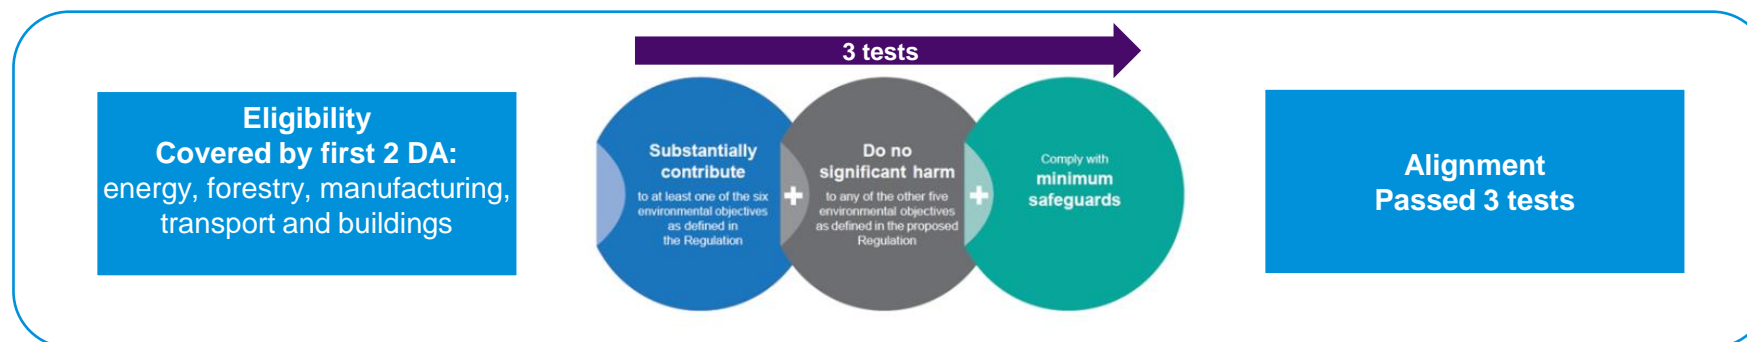 3 tests
Eligibility
Covered by first 2 DA:
energy, forestry, manufacturing,
transport and buildings
Substantially
contribute
to at least one of the six
environmental objectives
as defined in
the Regulation
+
Do no
significant harm
to any of the other five
environmental objectives
as defined in the proposed
Regulation
+
Comply with
minimum
safeguards
Alignment
Passed 3 tests